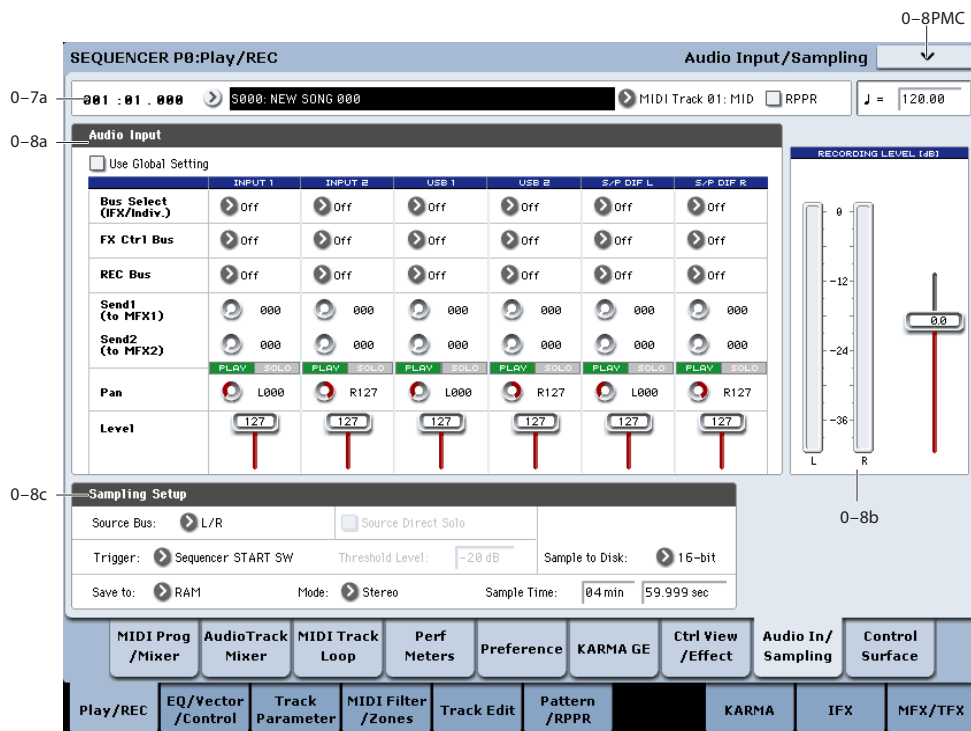 0–8PMC
SEQUENCER P0:Play/REC Audio Input/Sampling
0–7a
001 :01 . 000 S000: NEW SONG 000 MIDI Track 01: MID RPPR ♩ = 120.00
0–8a
Audio Input
Use Global Setting
RECORDING LEVEL [dB]
INPUT 1 INPUT 2 USB 1 USB 2 S/P DIF L S/P DIF R
Bus Select
(IFX/Indiv.)
Off Off Off Off Off Off
FX Ctrl Bus Off Off Off Off Off Off
REC Bus Off Off Off Off Off Off
Send1
(to MFX1)
000 000 000 000 000 000
Send2
(to MFX2)
000 000 000 000 000 000
PLAY SOLO PLAY SOLO PLAY SOLO PLAY SOLO PLAY SOLO PLAY SOLO
Pan L000 R127 L000 R127 L000 R127
Level 127 127 127 127 127 127
0
-12
-24
-36
0.0
L R
0–8b
0–8c
Sampling Setup
Source Bus: L/R Source Direct Solo
Trigger: Sequencer START SW Threshold Level: -20 dB Sample to Disk: 16-bit
Save to: RAM Mode: Stereo Sample Time: 04 min 59.999 sec
MIDI Prog
/Mixer
AudioTrack
Mixer
MIDI Track
Loop
Perf
Meters
Preference
KARMA GE
Ctrl View
/Effect
Audio In/
Sampling
Control
Surface
Play/REC
EQ/Vector
/Control
Track
Parameter
MIDI Filter
/Zones
Track Edit
Pattern
/RPPR
KARMA
IFX
MFX/TFX